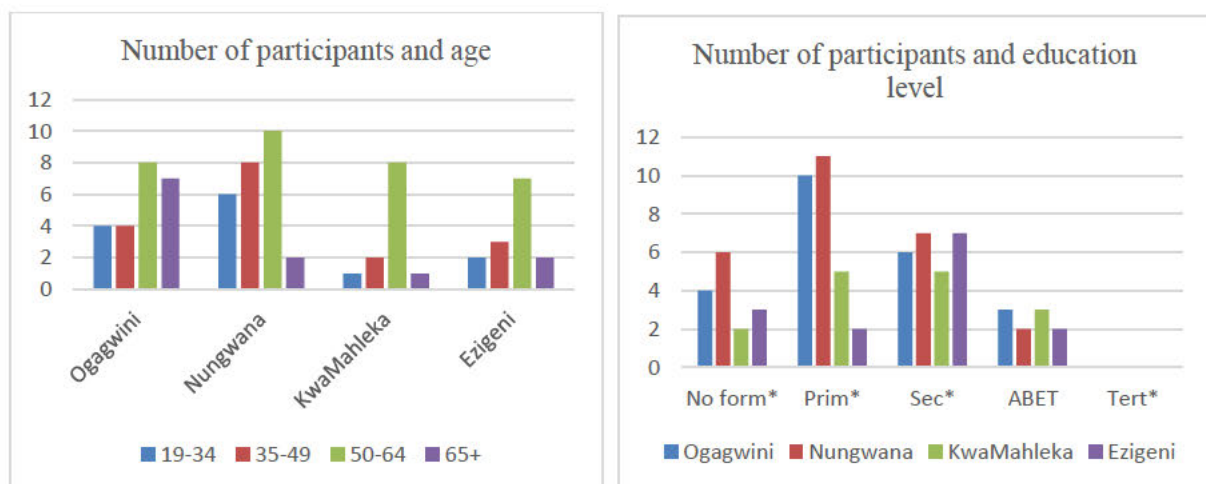 Number of participants and age
12
10
8
6
4
2
0
Ogagwini
Nungwana
KwaMahleka
Ezigeni
19-34 35-49 50-64 65+
Number of participants and education
level
12
10
8
6
4
2
0
No form* Prim* Sec* ABET Tert*
Ogagwini Nungwana KwaMahleka Ezigeni